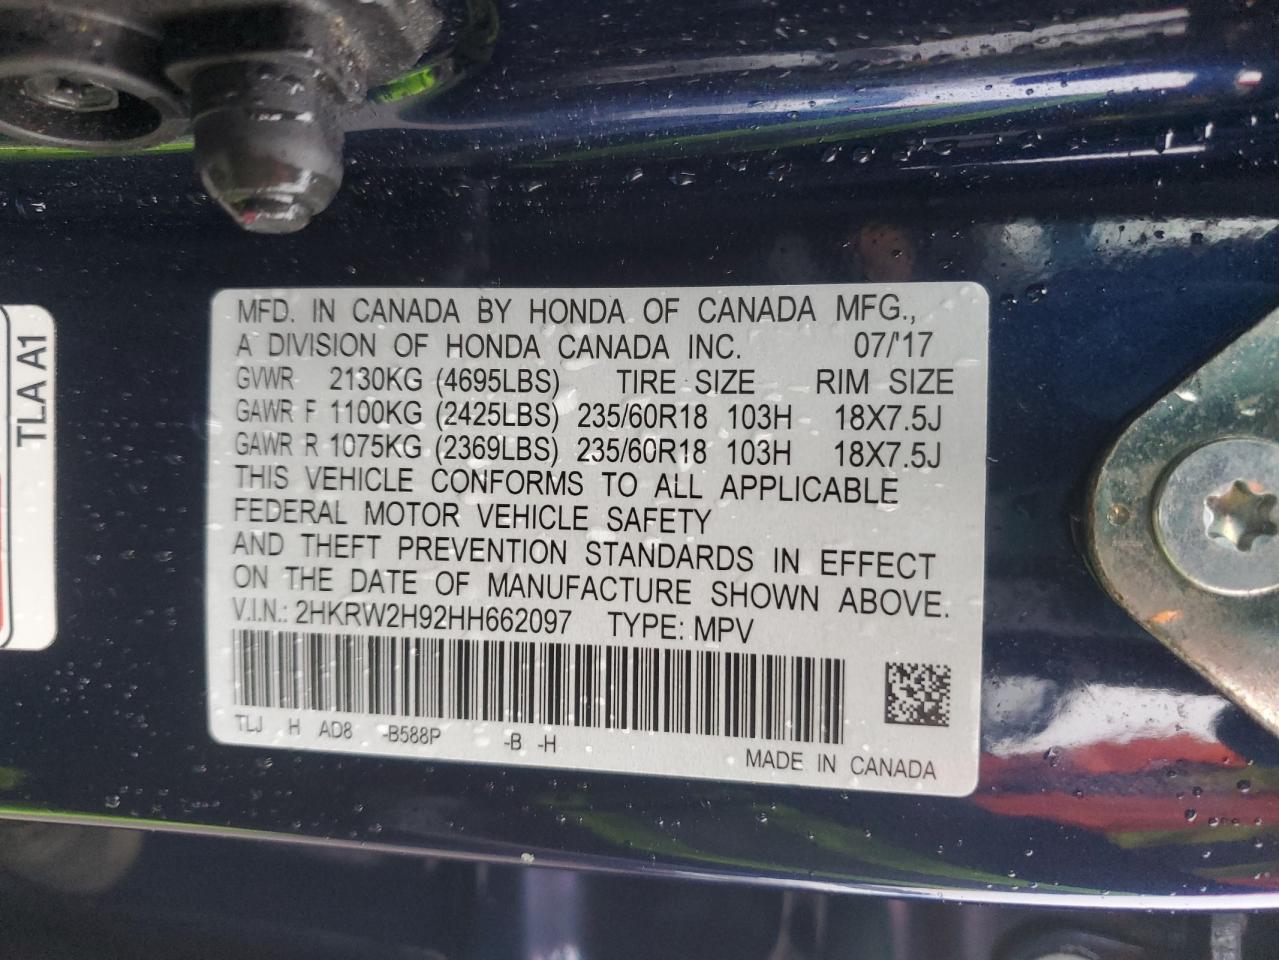 MFD. IN CANADA BY HONDA OF CANADA MFG.,
A DIVISION OF HONDA CANADA INC. 07/'17
GVWR 2130KG (4695LBS) TIRE SIZE RIM SIZE
GAWR F 1100KG (2425LBS) 235/60R18 103H 18X7.5J
GAWR R 1075KG (2369LBS) 235/60R18 103H 18X7.5J
THIS VEHICLE CONFORMS TO ALL APPLICABLE
FEDERAL MOTOR VEHICLE SAFETY
AND THEFT PREVENTION STANDARDS IN EFFECT
ON THE DATE OF MANUFACTURE SHOWN ABOVE.
V.I.N.: 2HKRW2H92HH662097 TYPE: MPV
TLJ H AD8 -B588P -B -H
MADE IN CANADA
TLA A1